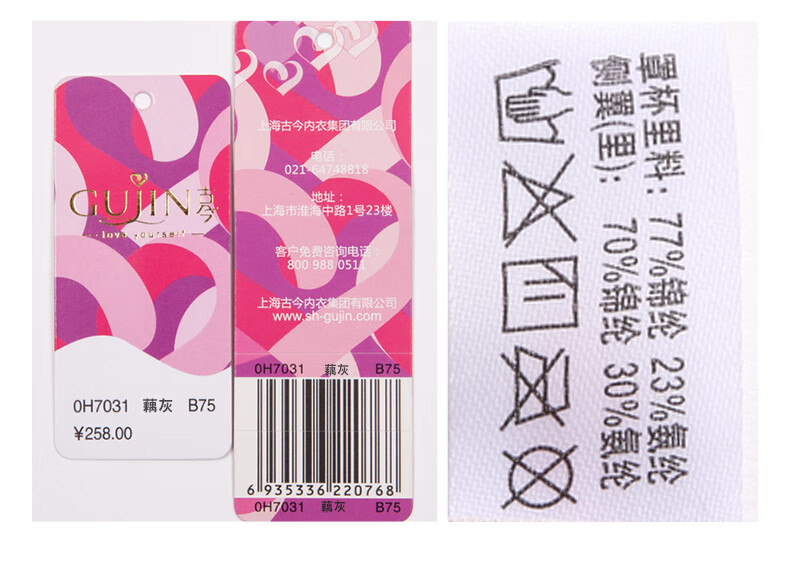 GUJIN古今
love yourself
0H7031 藕灰 B75
¥258.00
上海古今内衣集团有限公司
电话：
021-64748818
地址：
上海市淮海中路1号23楼
客户免费咨询电话：
800 988 0511
上海古今内衣集团有限公司
www.sh-gujin.com
0H7031 藕灰 B75
6 935336 220768
0H7031 藕灰 B75
罩杯里料：77%锦纶 23%氨纶
侧翼(里)：70%锦纶 30%氨纶